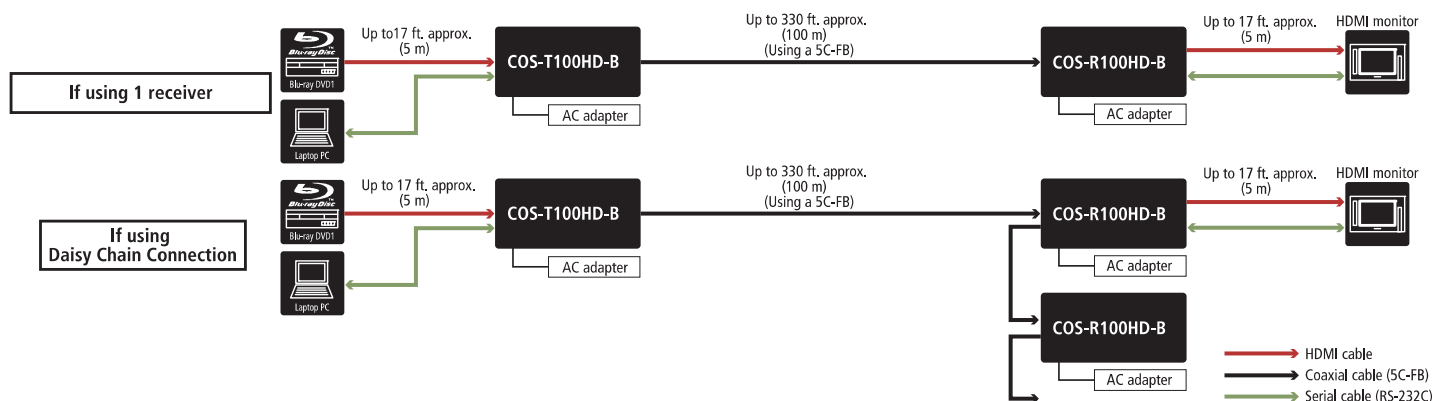 If using 1 receiver
Blu-ray Disc
TM
Blu-ray DVD1
Laptop PC
Up to17 ft. approx.
(5 m)
COS-T100HD-B
AC adapter
Up to 330 ft. approx.
(100 m)
(Using a 5C-FB)
COS-R100HD-B
AC adapter
Up to 17 ft. approx.
(5 m)
HDMI monitor
If using
Daisy Chain Connection
Blu-ray Disc
TM
Blu-ray DVD1
Laptop PC
Up to 17 ft. approx.
(5 m)
COS-T100HD-B
AC adapter
Up to 330 ft. approx.
(100 m)
(Using a 5C-FB)
COS-R100HD-B
AC adapter
Up to 17 ft. approx.
(5 m)
HDMI monitor
COS-R100HD-B
AC adapter
HDMI cable
Coaxial cable (5C-FB)
Serial cable (RS-232C)